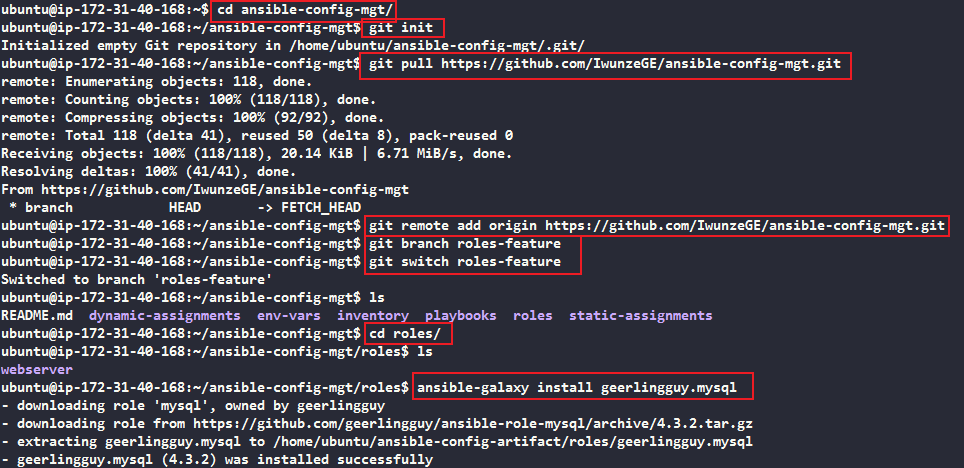 ubuntu@ip-172-31-40-168:~$ cd ansible-config-mgt/
ubuntu@ip-172-31-40-168:~/ansible-config-mgt$ git init
Initialized empty Git repository in /home/ubuntu/ansible-config-mgt/.git/
ubuntu@ip-172-31-40-168:~/ansible-config-mgt$ git pull https://github.com/IwunzeGE/ansible-config-mgt.git
remote: Enumerating objects: 118, done.
remote: Counting objects: 100% (118/118), done.
remote: Compressing objects: 100% (92/92), done.
remote: Total 118 (delta 41), reused 50 (delta 8), pack-reused 0
Receiving objects: 100% (118/118), 20.14 KiB | 6.71 MiB/s, done.
Resolving deltas: 100% (41/41), done.
From https://github.com/IwunzeGE/ansible-config-mgt
 * branch            HEAD       -> FETCH_HEAD
ubuntu@ip-172-31-40-168:~/ansible-config-mgt$ git remote add origin https://github.com/IwunzeGE/ansible-config-mgt.git
ubuntu@ip-172-31-40-168:~/ansible-config-mgt$ git branch roles-feature
ubuntu@ip-172-31-40-168:~/ansible-config-mgt$ git switch roles-feature
Switched to branch 'roles-feature'
ubuntu@ip-172-31-40-168:~/ansible-config-mgt$ ls
README.md  dynamic-assignments  env-vars  inventory  playbooks  roles  static-assignments
ubuntu@ip-172-31-40-168:~/ansible-config-mgt$ cd roles/
ubuntu@ip-172-31-40-168:~/ansible-config-mgt/roles$ ls
webserver
ubuntu@ip-172-31-40-168:~/ansible-config-mgt/roles$ ansible-galaxy install geerlingguy.mysql
- downloading role 'mysql', owned by geerlingguy
- downloading role from https://github.com/geerlingguy/ansible-role-mysql/archive/4.3.2.tar.gz
- extracting geerlingguy.mysql to /home/ubuntu/ansible-config-artifact/roles/geerlingguy.mysql
- geerlingguy.mysql (4.3.2) was installed successfully